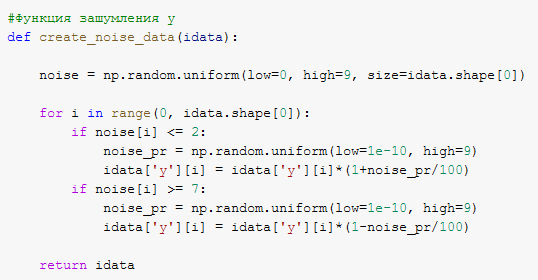 #Функция зашумления y
def create_noise_data(idata):
noise = np.random.uniform(low=0, high=9, size=idata.shape[0])
for i in range(0, idata.shape[0]):
if noise[i] <= 2:
noise_pr = np.random.uniform(low=1e-10, high=9)
idata['y'][i] = idata['y'][i]*(1+noise_pr/100)
if noise[i] >= 7:
noise_pr = np.random.uniform(low=1e-10, high=9)
idata['y'][i] = idata['y'][i]*(1-noise_pr/100)
return idata